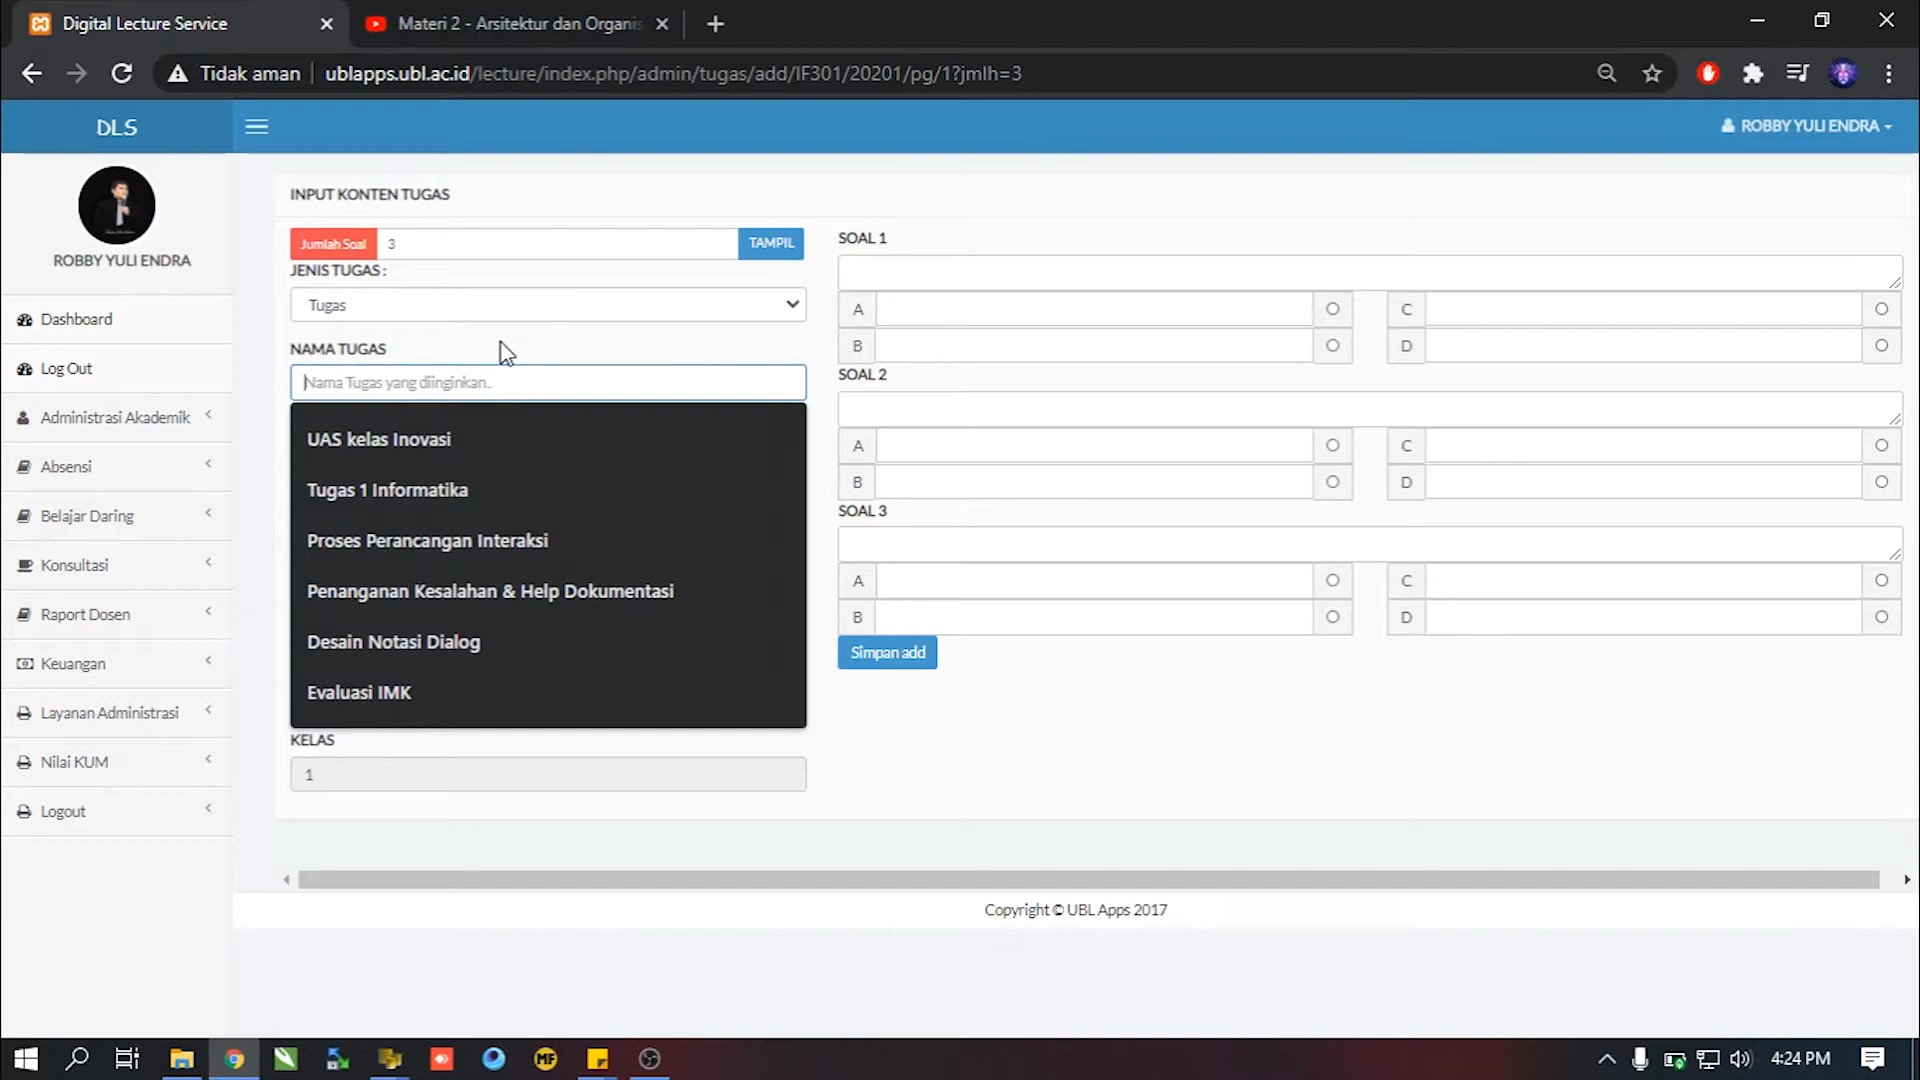 Digital Lecture Service
Materi 2 - Arsitektur dan Organis
Tidak aman
ublapps.ubl.ac.id/lecture/index.php/admin/tugas/add/IF301/20201/pg/1?jmlh=3
DLS
ROBBY YULI ENDRA
ROBBY YULI ENDRA
Dashboard
Log Out
Administrasi Akademik
Absensi
Belajar Daring
Konsultasi
Raport Dosen
Keuangan
Layanan Administrasi
Nilai KUM
Logout
INPUT KONTEN TUGAS
Jumlah Soal 3 TAMPIL
JENIS TUGAS :
Tugas
NAMA TUGAS
Nama Tugas yang diinginkan..
UAS kelas Inovasi
Tugas 1 Informatika
Proses Perancangan Interaksi
Penanganan Kesalahan & Help Dokumentasi
Desain Notasi Dialog
Evaluasi IMK
KELAS
1
SOAL 1
A C
B D
SOAL 2
A C
B D
SOAL 3
A C
B D
Simpan add
Copyright © UBL Apps 2017
MF
4:24 PM